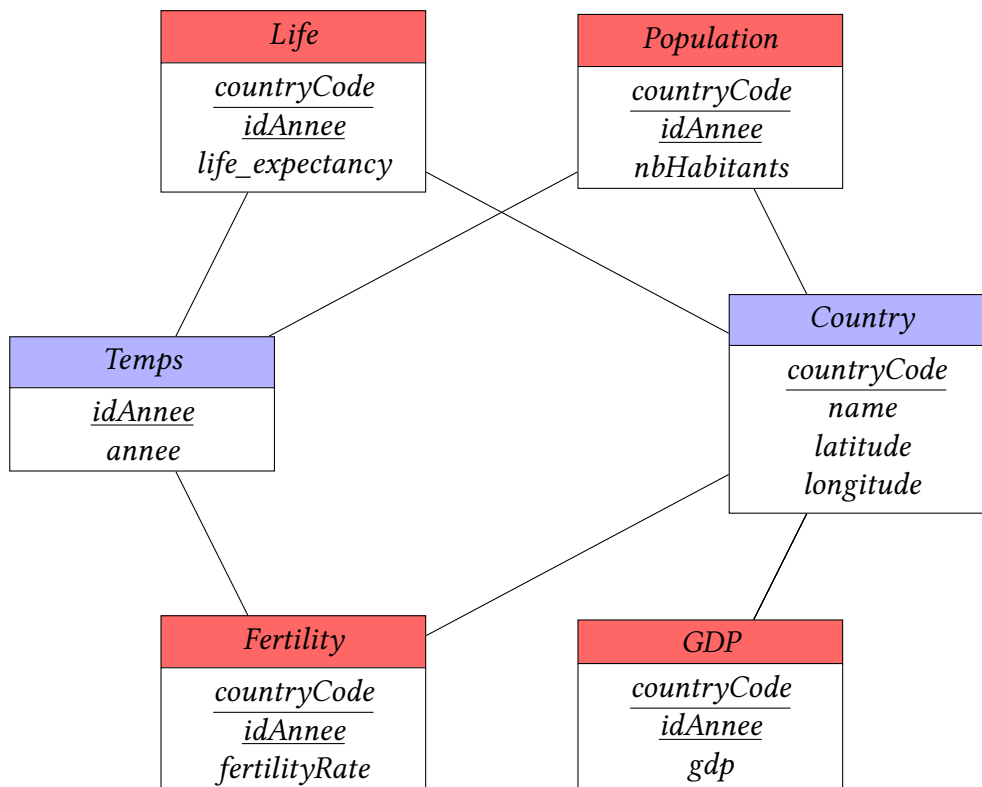 Life
countryCode
idAnnee
life_expectancy
Population
countryCode
idAnnee
nbHabitants
Temps
idAnnee
annee
Country
countryCode
name
latitude
longitude
Fertility
countryCode
idAnnee
fertilityRate
GDP
countryCode
idAnnee
gdp